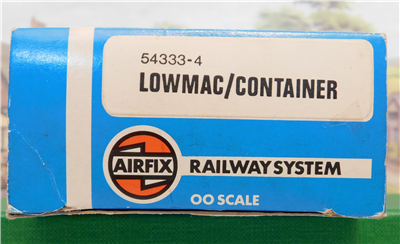 54333-4
LOWMAC/CONTAINER
AIRFIX RAILWAY SYSTEM
OO SCALE